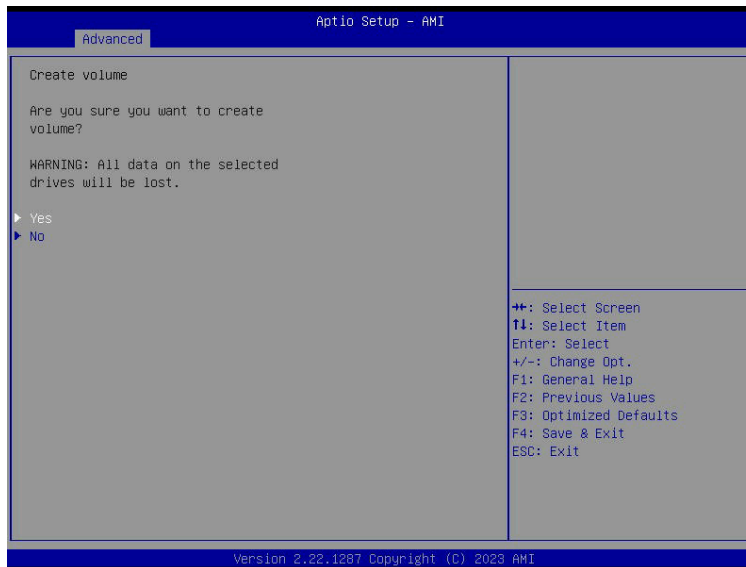 Aptio Setup – AMI
Advanced
Create volume
Are you sure you want to create
volume?
WARNING: All data on the selected
drives will be lost.
Yes
No
→←: Select Screen
↑↓: Select Item
Enter: Select
+/-: Change Opt.
F1: General Help
F2: Previous Values
F3: Optimized Defaults
F4: Save & Exit
ESC: Exit
Version 2.22.1287 Copyright (C) 2023 AMI